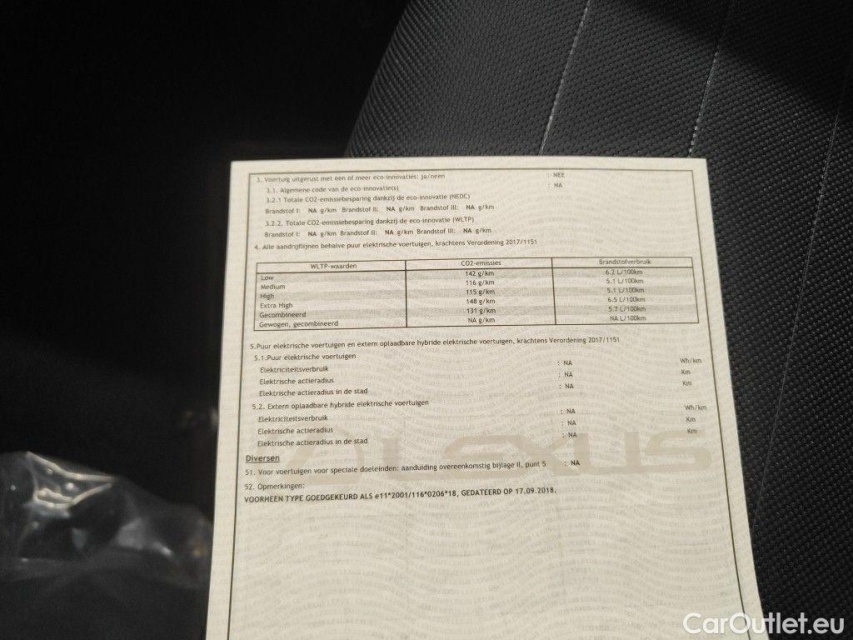 3. Voertuig uitgerust met een of meer eco-innovaties: ja/neen : NEE
3.1. Algemene code van de eco-innovatie(s) : NA
3.2.1 Totale CO2-emissebesparing dankzij de eco-innovatie (NEDC)
Brandstof I: NA g/km Brandstof II: NA g/km Brandstof III: NA g/km
3.2.2. Totale CO2-emissebesparing dankzij de eco-innovatie (WLTP)
Brandstof I: NA g/km Brandstof II: NA g/km Brandstof III: NA g/km
4. Alle aandrijflijnen behalve puur elektrische voertuigen, krachtens Verordening 2017/1151
WLTP-waarden CO2-emissies Brandstofverbruik
Low 142 g/km 6.2 L/100km
Medium 116 g/km 5.1 L/100km
High 115 g/km 5.1 L/100km
Extra High 148 g/km 6.5 L/100km
Gecombineerd 131 g/km 5.7 L/100km
Gewogen, gecombineerd NA g/km NA L/100km
5.Puur elektrische voertuigen en extern oplaadbare hybride elektrische voertuigen, krachtens Verordening 2017/1151
5.1.Puur elektrische voertuigen
Elektriciteitsverbruik : NA Wh/km
Elektrische actieradius : NA Km
Elektrische actieradius in de stad : NA Km
5.2. Extern oplaadbare hybride elektrische voertuigen
Elektriciteitsverbruik : NA Wh/km
Elektrische actieradius : NA Km
Elektrische actieradius in de stad : NA Km
LEXUS
Diversen
51. Voor voertuigen voor speciale doeleinden: aanduiding overeenkomstig bijlage II, punt 5 : NA
52. Opmerkingen:
VOORHEEN TYPE GOEDGEKEURD ALS e11*2001/116*0206*18, GEDATEERD OP 17.09.2018.
CarOutlet.eu